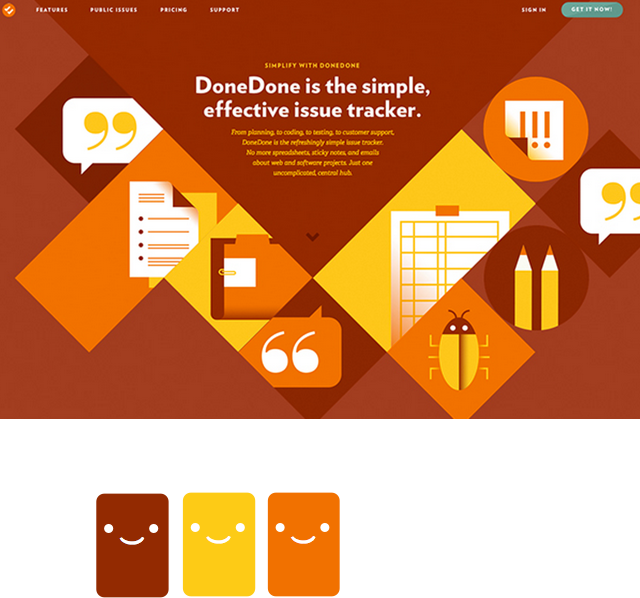 FEATURES PUBLIC ISSUES PRICING SUPPORT SIGN IN GET IT NOW!
SIMPLIFY WITH DONEDONE
DoneDone is the simple,
effective issue tracker.
From planning, to coding, to testing, to customer support,
DoneDone is the refreshingly simple issue tracker.
No more spreadsheets, sticky notes, and emails
about web and software projects. Just one
uncomplicated, central hub.